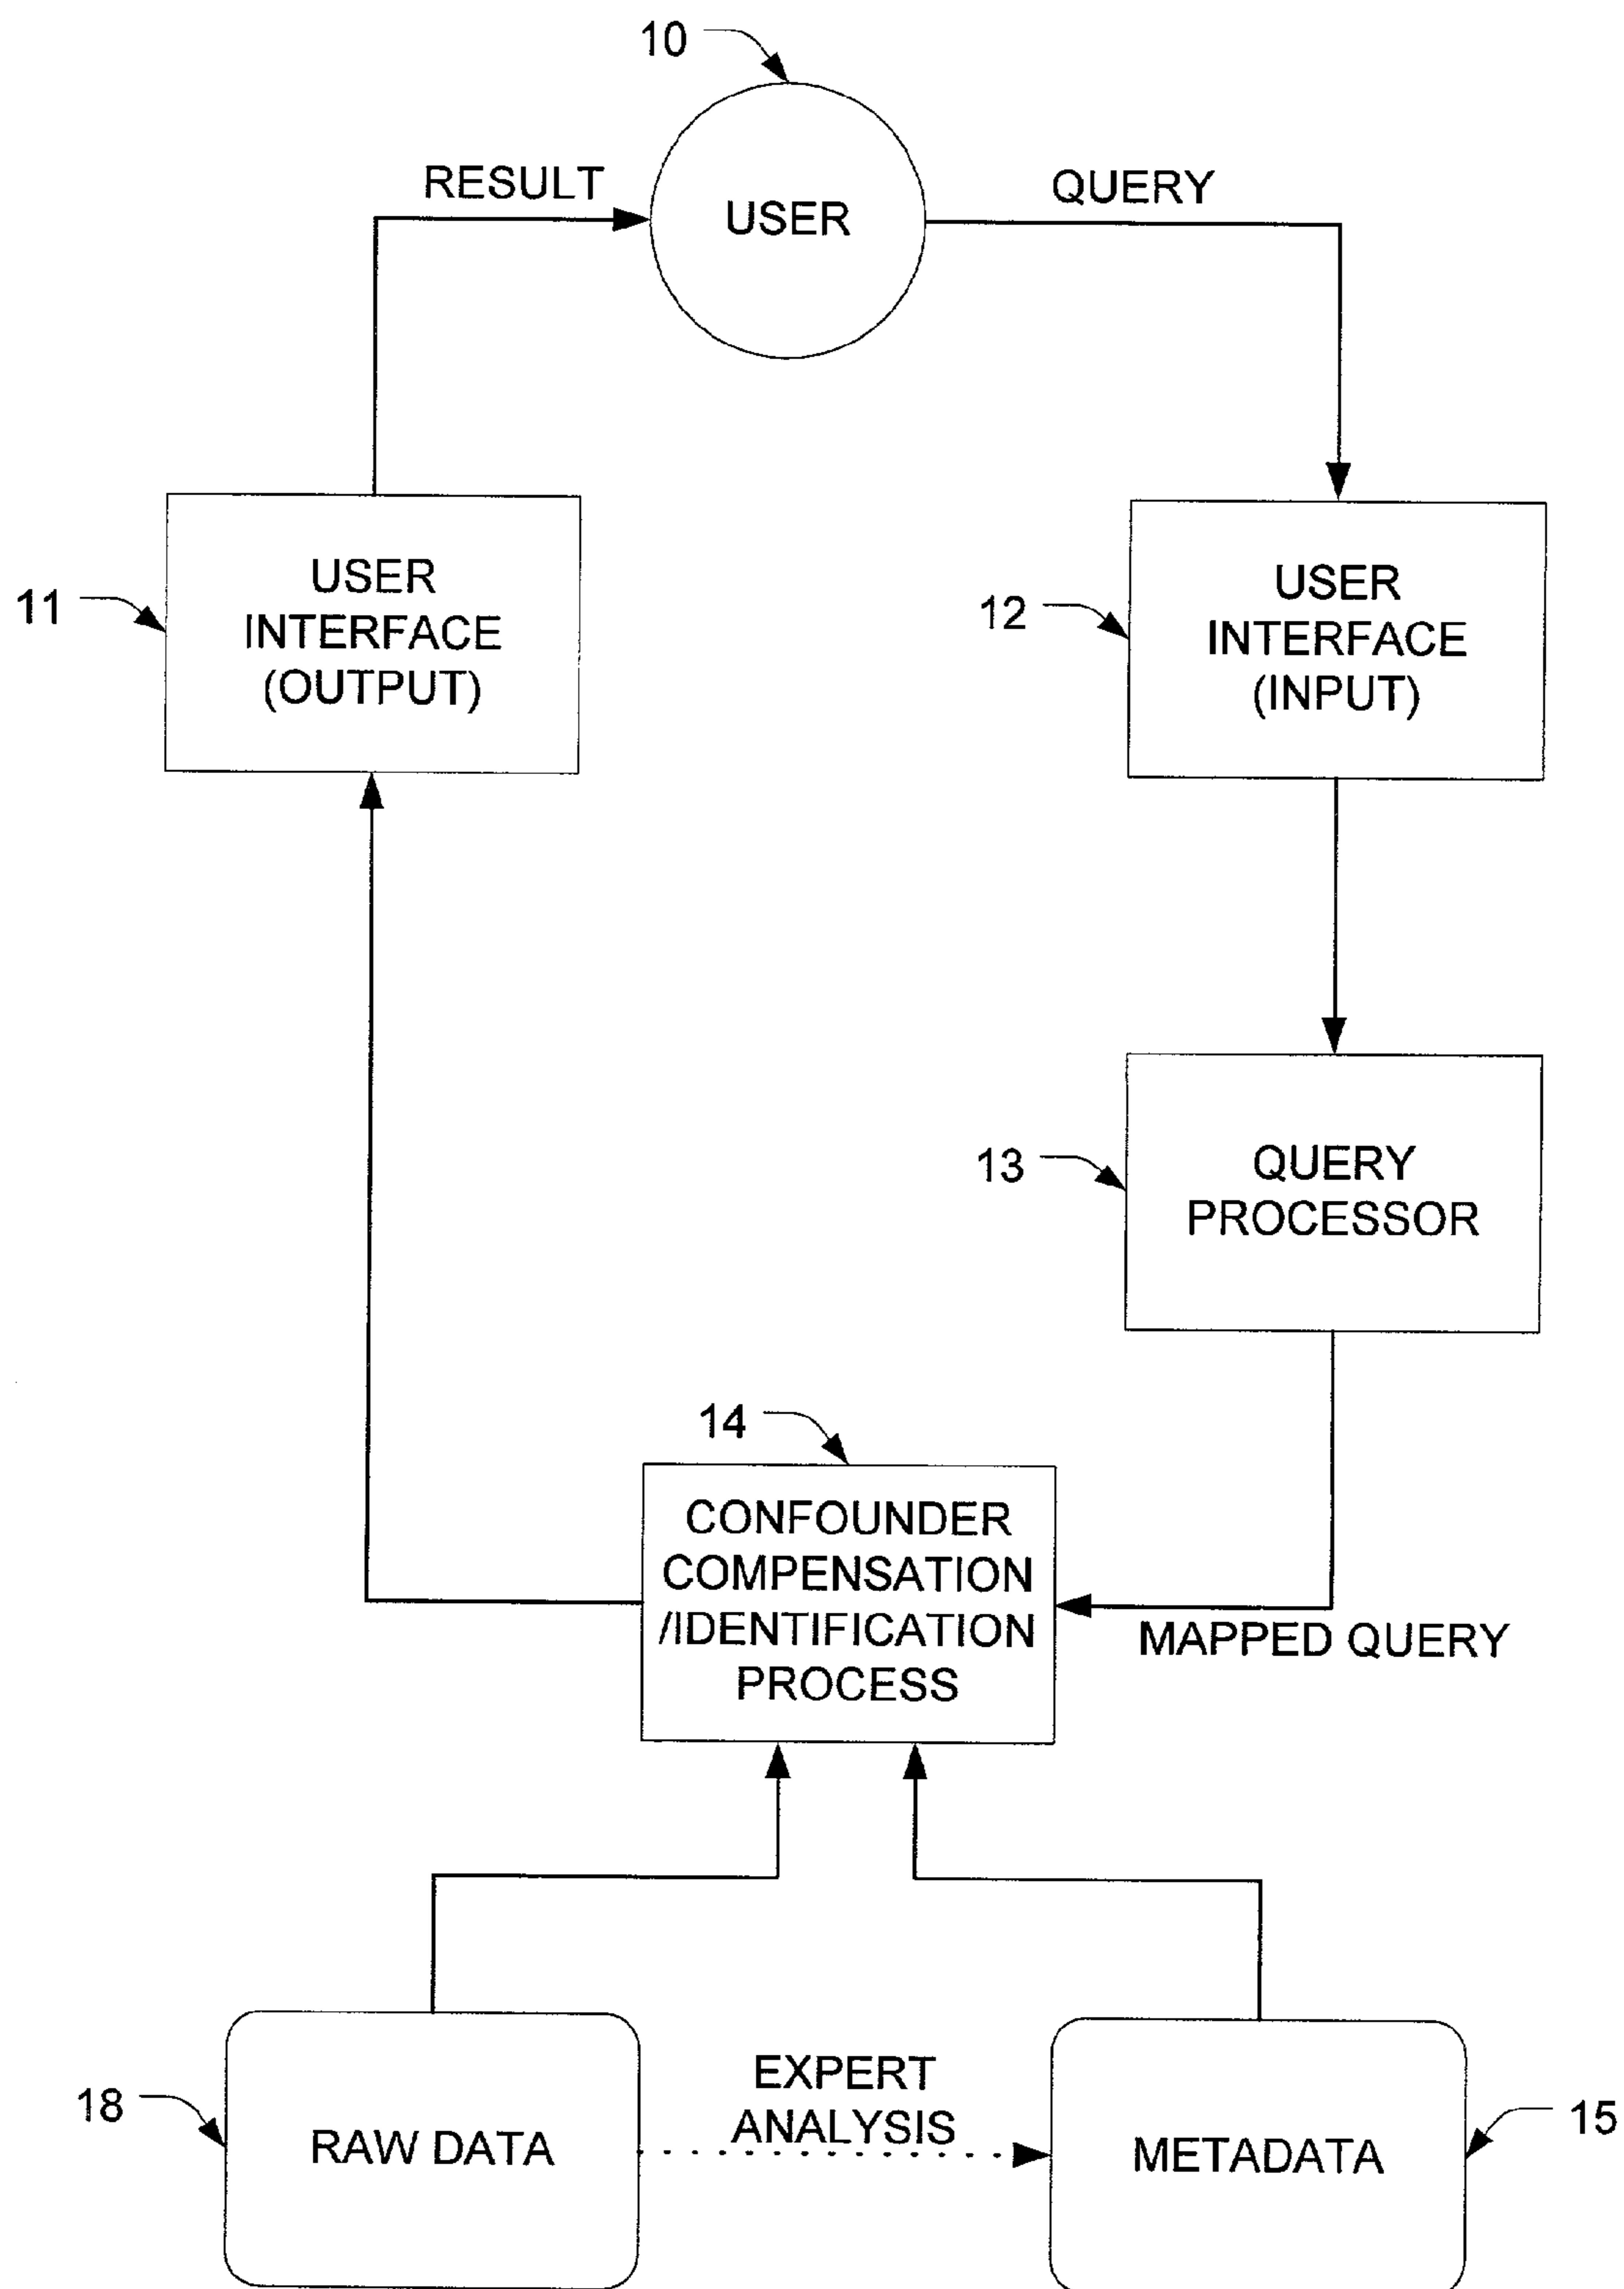 10
RESULT
QUERY
USER
11
USER
INTERFACE
(OUTPUT)
12
USER
INTERFACE
(INPUT)
13
QUERY
PROCESSOR
14
CONFOUNDER
COMPENSATION
/IDENTIFICATION
PROCESS
MAPPED QUERY
18
RAW DATA
EXPERT
ANALYSIS
METADATA
15